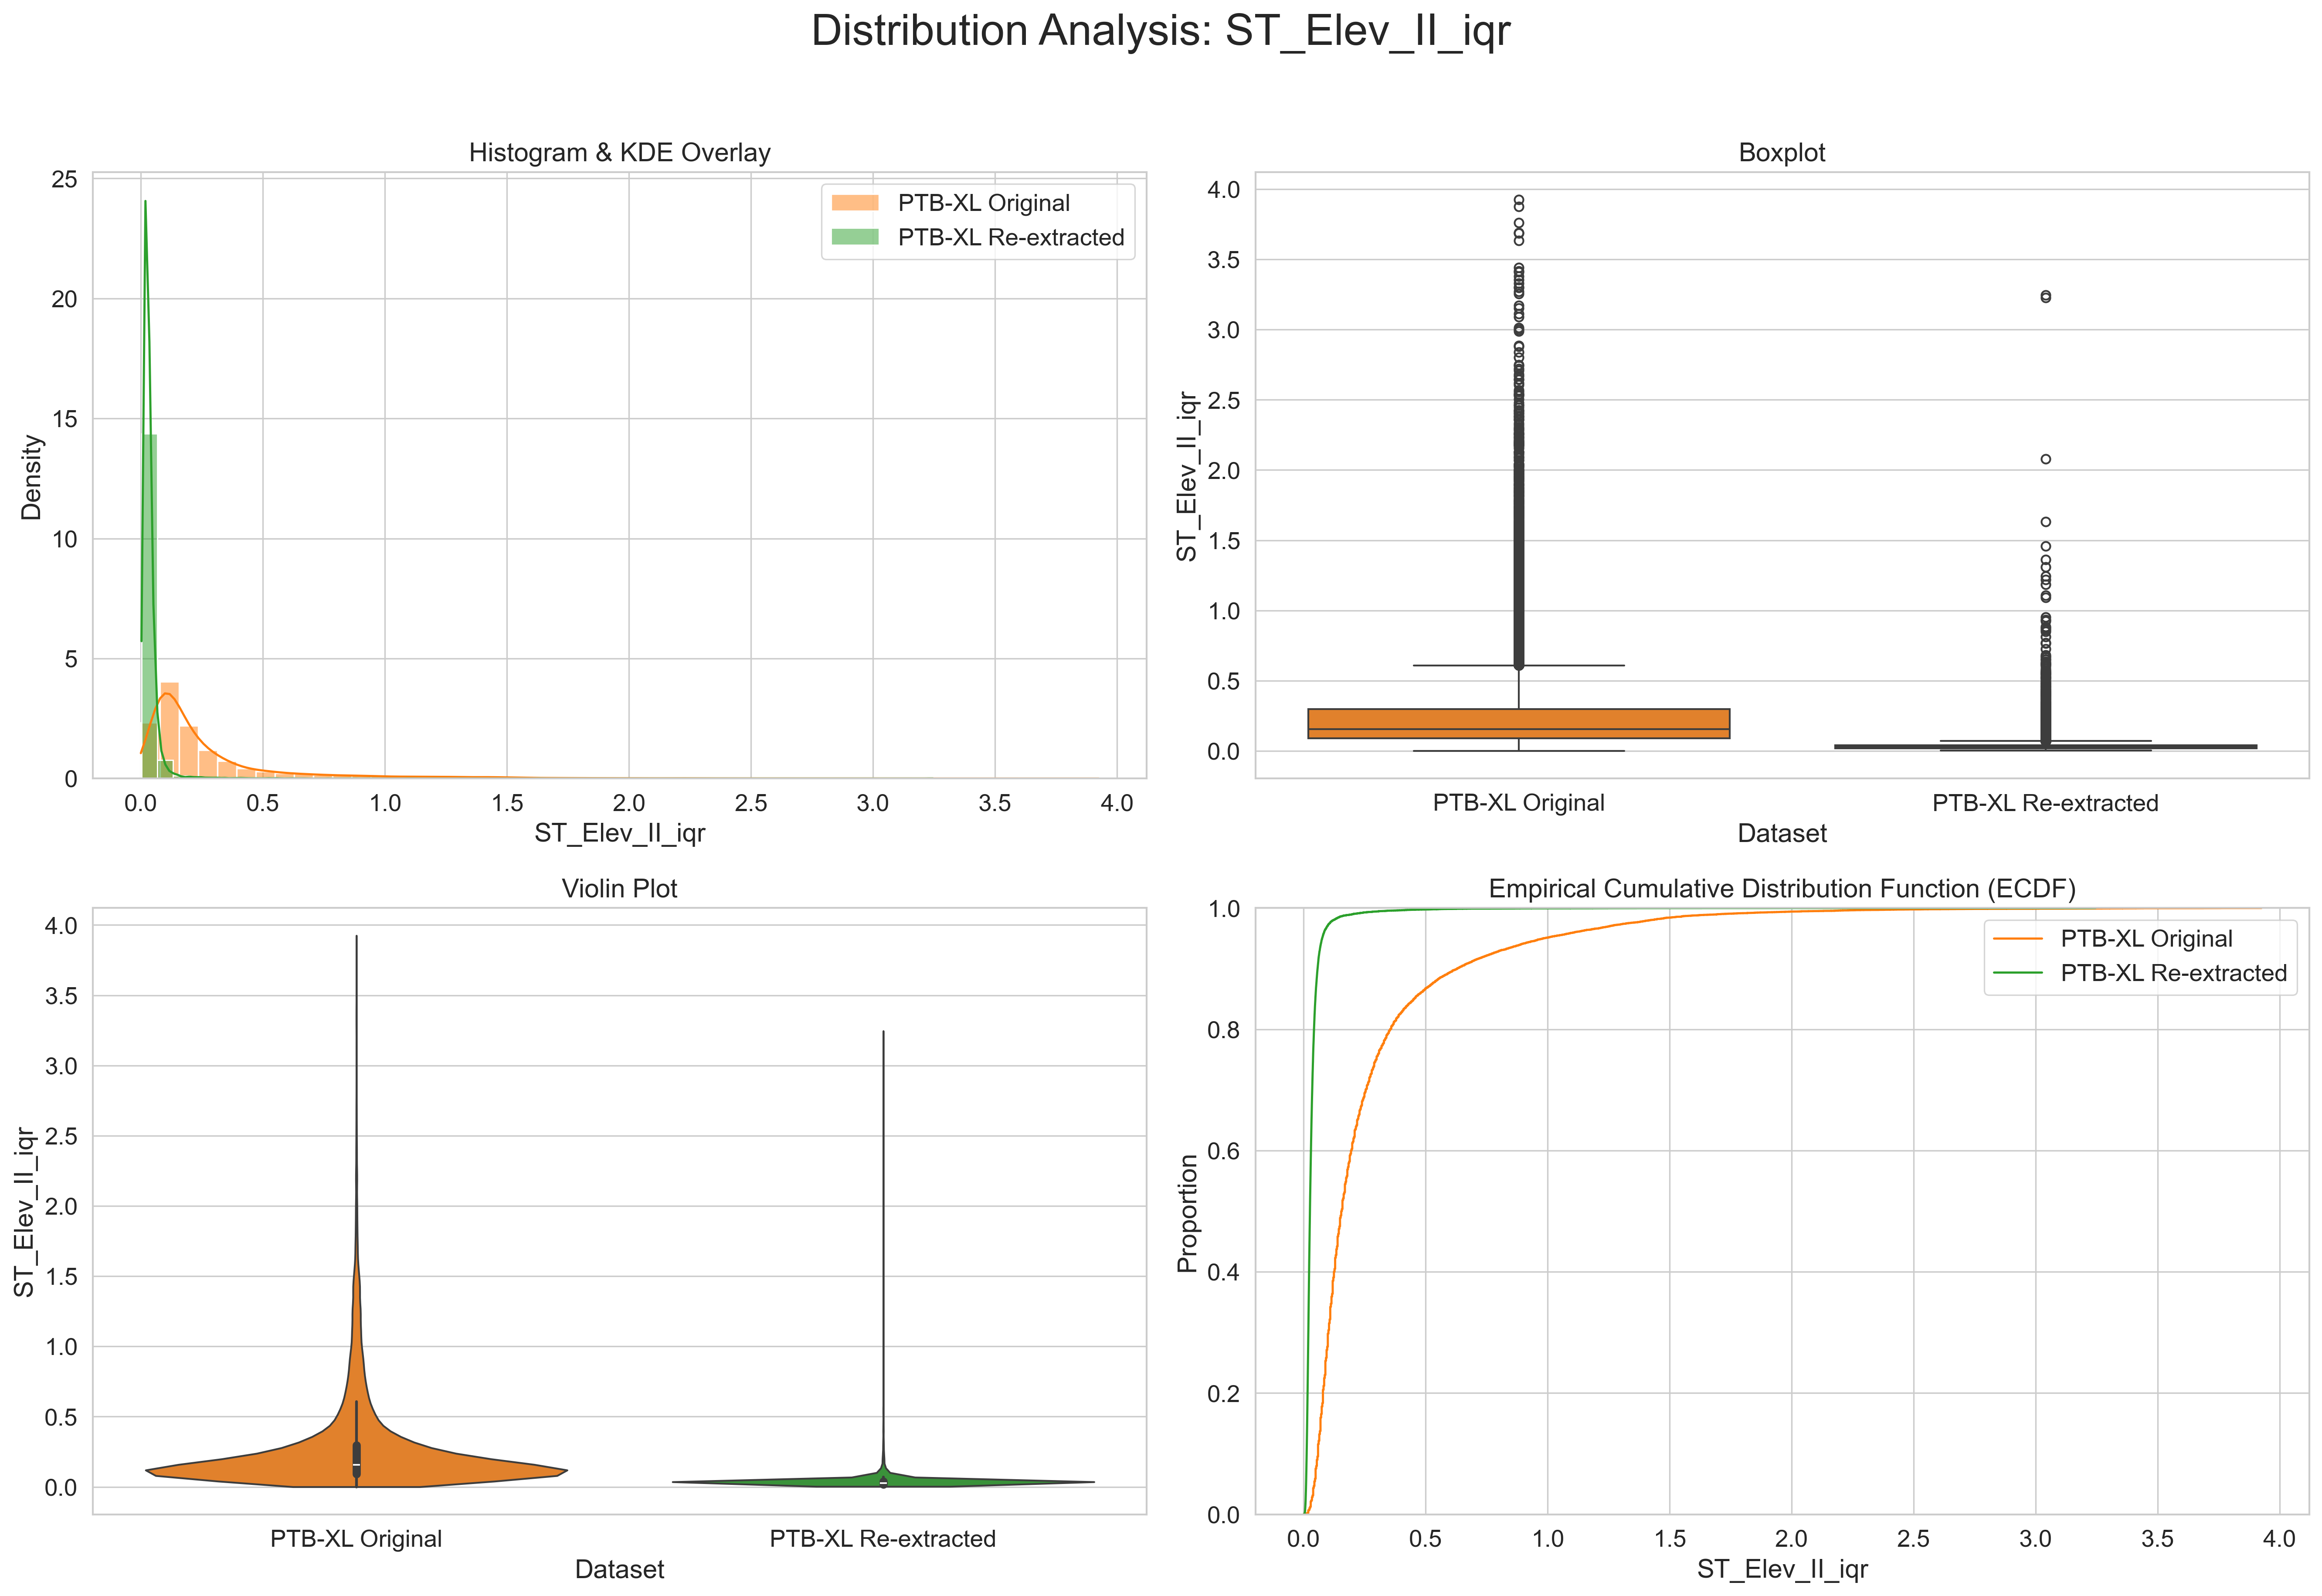 Distribution Analysis: ST_Elev_II_iqr
Histogram & KDE Overlay
25
20
15
10
5
0
Density
PTB-XL Original
PTB-XL Re-extracted
0.0 0.5 1.0 1.5 2.0 2.5 3.0 3.5 4.0
ST_Elev_II_iqr
Boxplot
4.0
3.5
3.0
2.5
2.0
1.5
1.0
0.5
0.0
ST_Elev_II_iqr
PTB-XL Original PTB-XL Re-extracted
Dataset
Violin Plot
4.0
3.5
3.0
2.5
2.0
1.5
1.0
0.5
0.0
ST_Elev_II_iqr
PTB-XL Original PTB-XL Re-extracted
Dataset
Empirical Cumulative Distribution Function (ECDF)
1.0
0.8
0.6
0.4
0.2
0.0
Proportion
PTB-XL Original
PTB-XL Re-extracted
0.0 0.5 1.0 1.5 2.0 2.5 3.0 3.5 4.0
ST_Elev_II_iqr